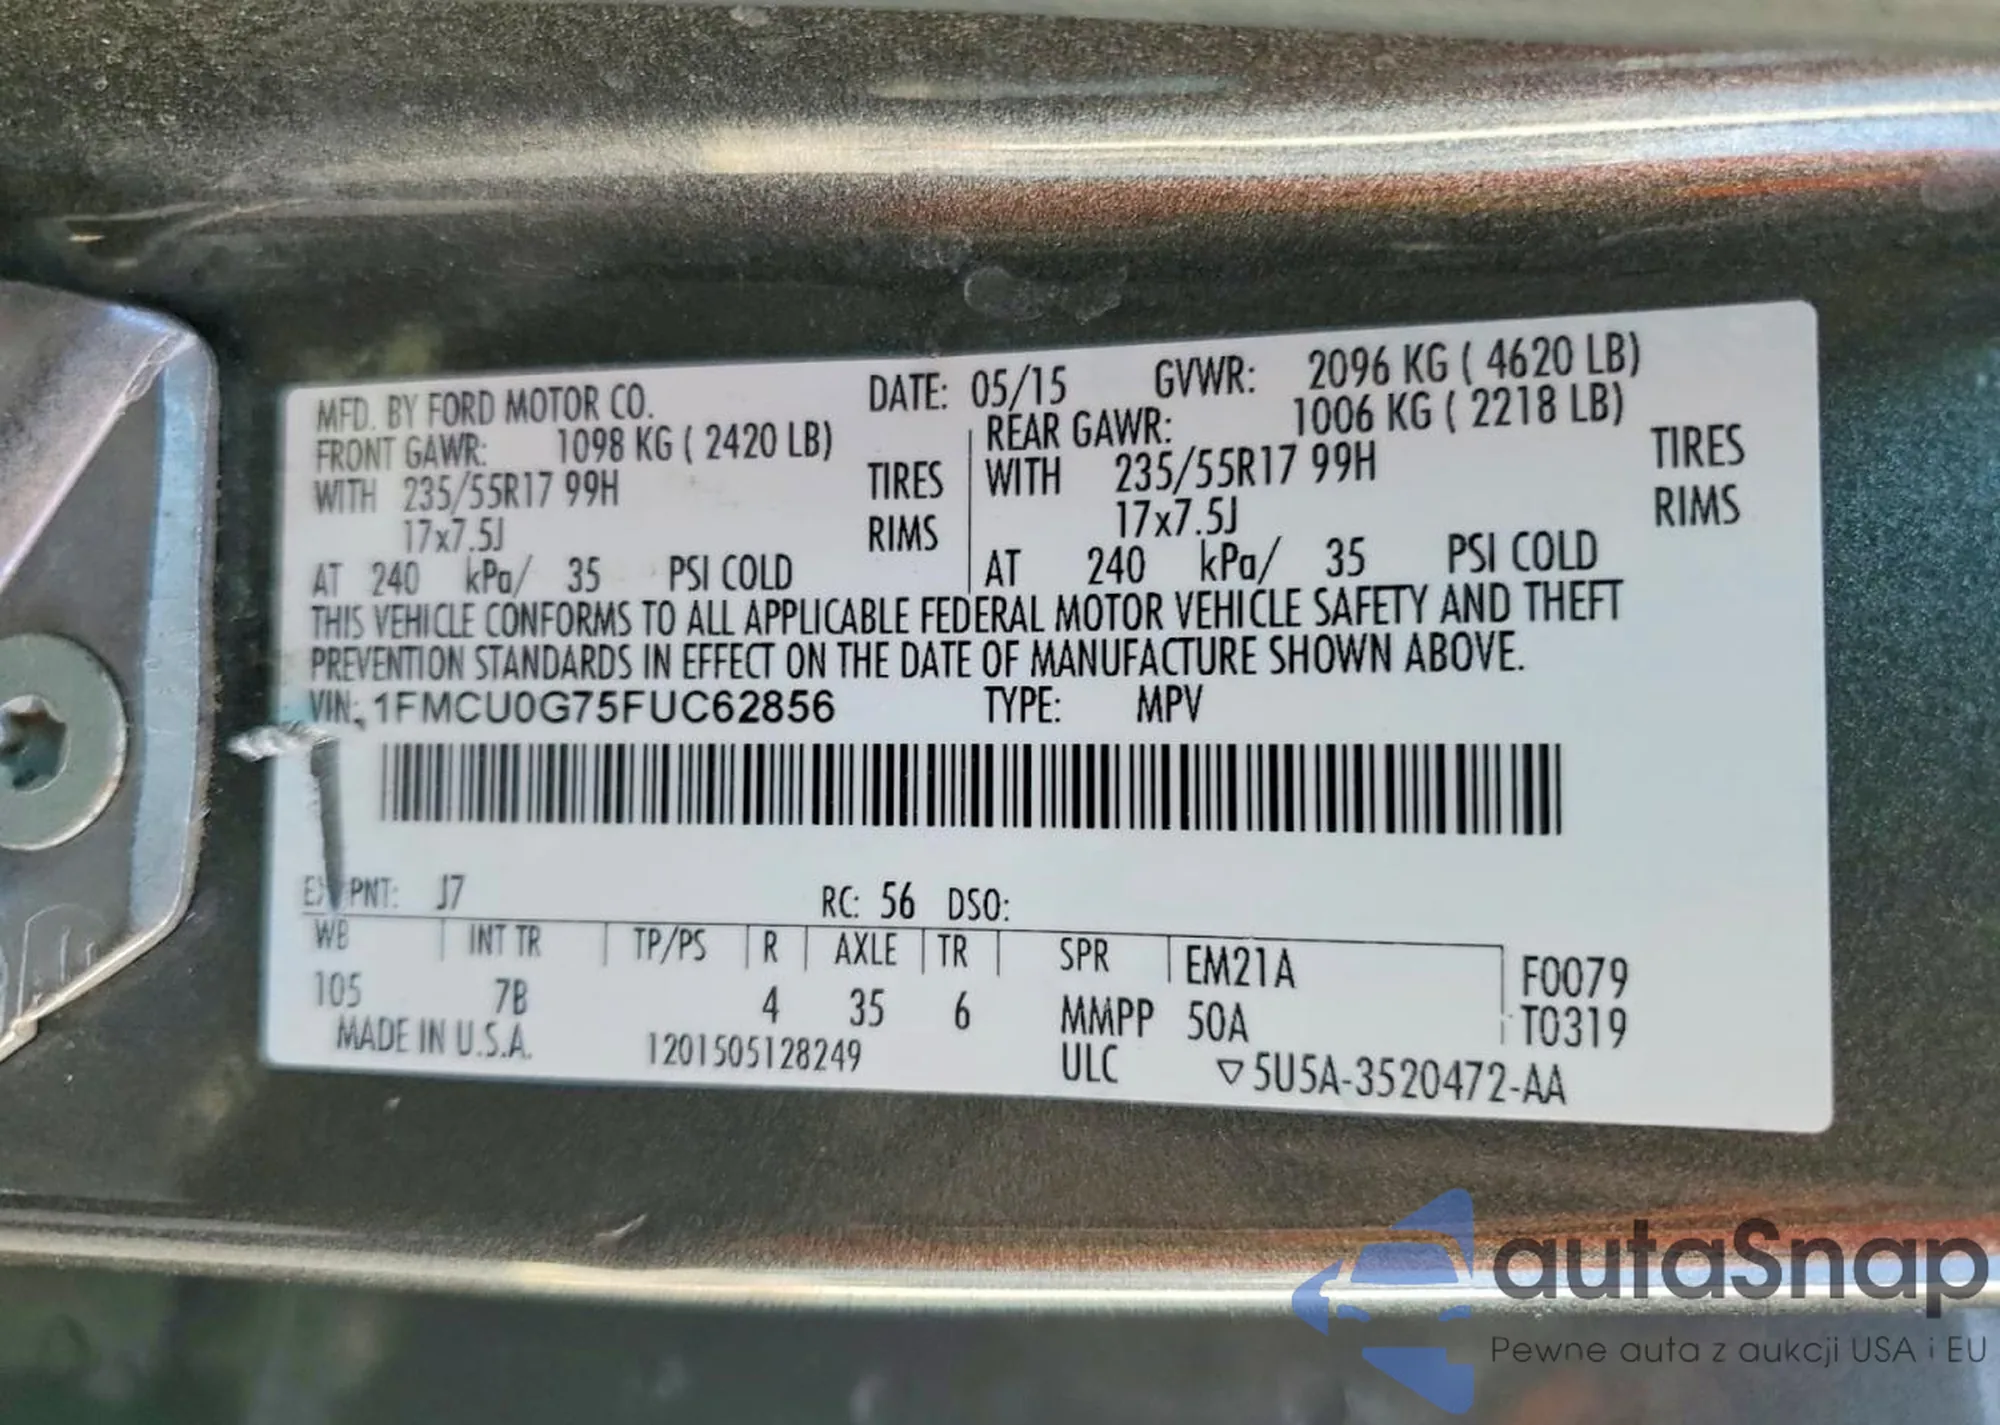 MFD. BY FORD MOTOR CO. DATE: 05/15 GVWR: 2096 KG ( 4620 LB)
FRONT GAWR: 1098 KG ( 2420 LB) REAR GAWR: 1006 KG ( 2218 LB)
WITH 235/55R17 99H TIRES WITH 235/55R17 99H TIRES
17x7.5J RIMS 17x7.5J RIMS
AT 240 kPa/ 35 PSI COLD AT 240 kPa/ 35 PSI COLD
THIS VEHICLE CONFORMS TO ALL APPLICABLE FEDERAL MOTOR VEHICLE SAFETY AND THEFT
PREVENTION STANDARDS IN EFFECT ON THE DATE OF MANUFACTURE SHOWN ABOVE.
VIN: 1FMCU0G75FUC62856 TYPE: MPV
PNT: J7 RC: 56 DSO:
WB INT TR TP/PS R AXLE TR SPR EM21A F0079
105 7B 4 35 6 MMPP 50A T0319
MADE IN U.S.A. 1201505128249 ULC ▽5U5A-3520472-AA
autaSnap
Pewne auta z aukcji USA i EU